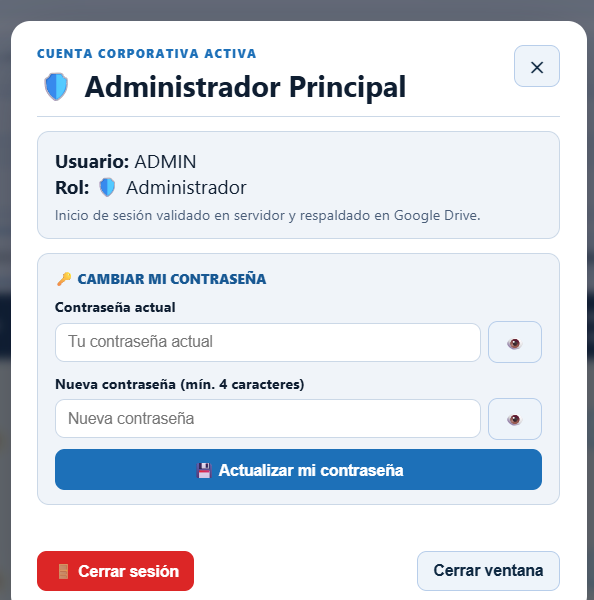 CUENTA CORPORATIVA ACTIVA
Administrador Principal
Usuario: ADMIN
Rol: Administrador
Inicio de sesión validado en servidor y respaldado en Google Drive.
CAMBIAR MI CONTRASEÑA
Contraseña actual
Tu contraseña actual
Nueva contraseña (mín. 4 caracteres)
Nueva contraseña
Actualizar mi contraseña
Cerrar sesión
Cerrar ventana